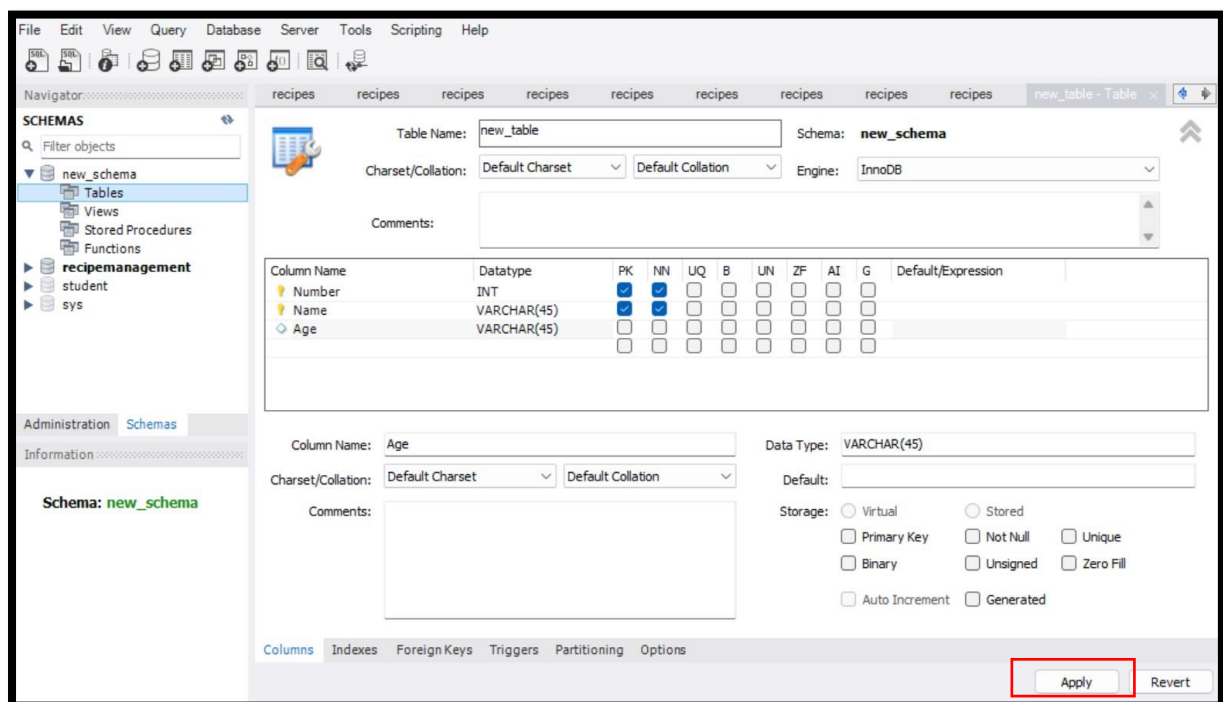 File Edit View Query Database Server Tools Scripting Help
Navigator
SCHEMAS
Filter objects
new_schema
Tables
Views
Stored Procedures
Functions
recipemanagement
student
sys
Administration Schemas
Information
Schema: new_schema
recipes recipes recipes recipes recipes recipes recipes recipes recipes new_table - Table
Table Name: new_table Schema: new_schema
Charset/Collation: Default Charset Default Collation Engine: InnoDB
Comments:
Column Name Datatype PK NN UQ B UN ZF AI G Default/Expression
Number INT
Name VARCHAR(45)
Age VARCHAR(45)
Column Name: Age Data Type: VARCHAR(45)
Charset/Collation: Default Charset Default Collation Default:
Comments: Storage: Virtual Stored
Primary Key Not Null Unique
Binary Unsigned Zero Fill
Auto Increment Generated
Columns Indexes Foreign Keys Triggers Partitioning Options
Apply Revert